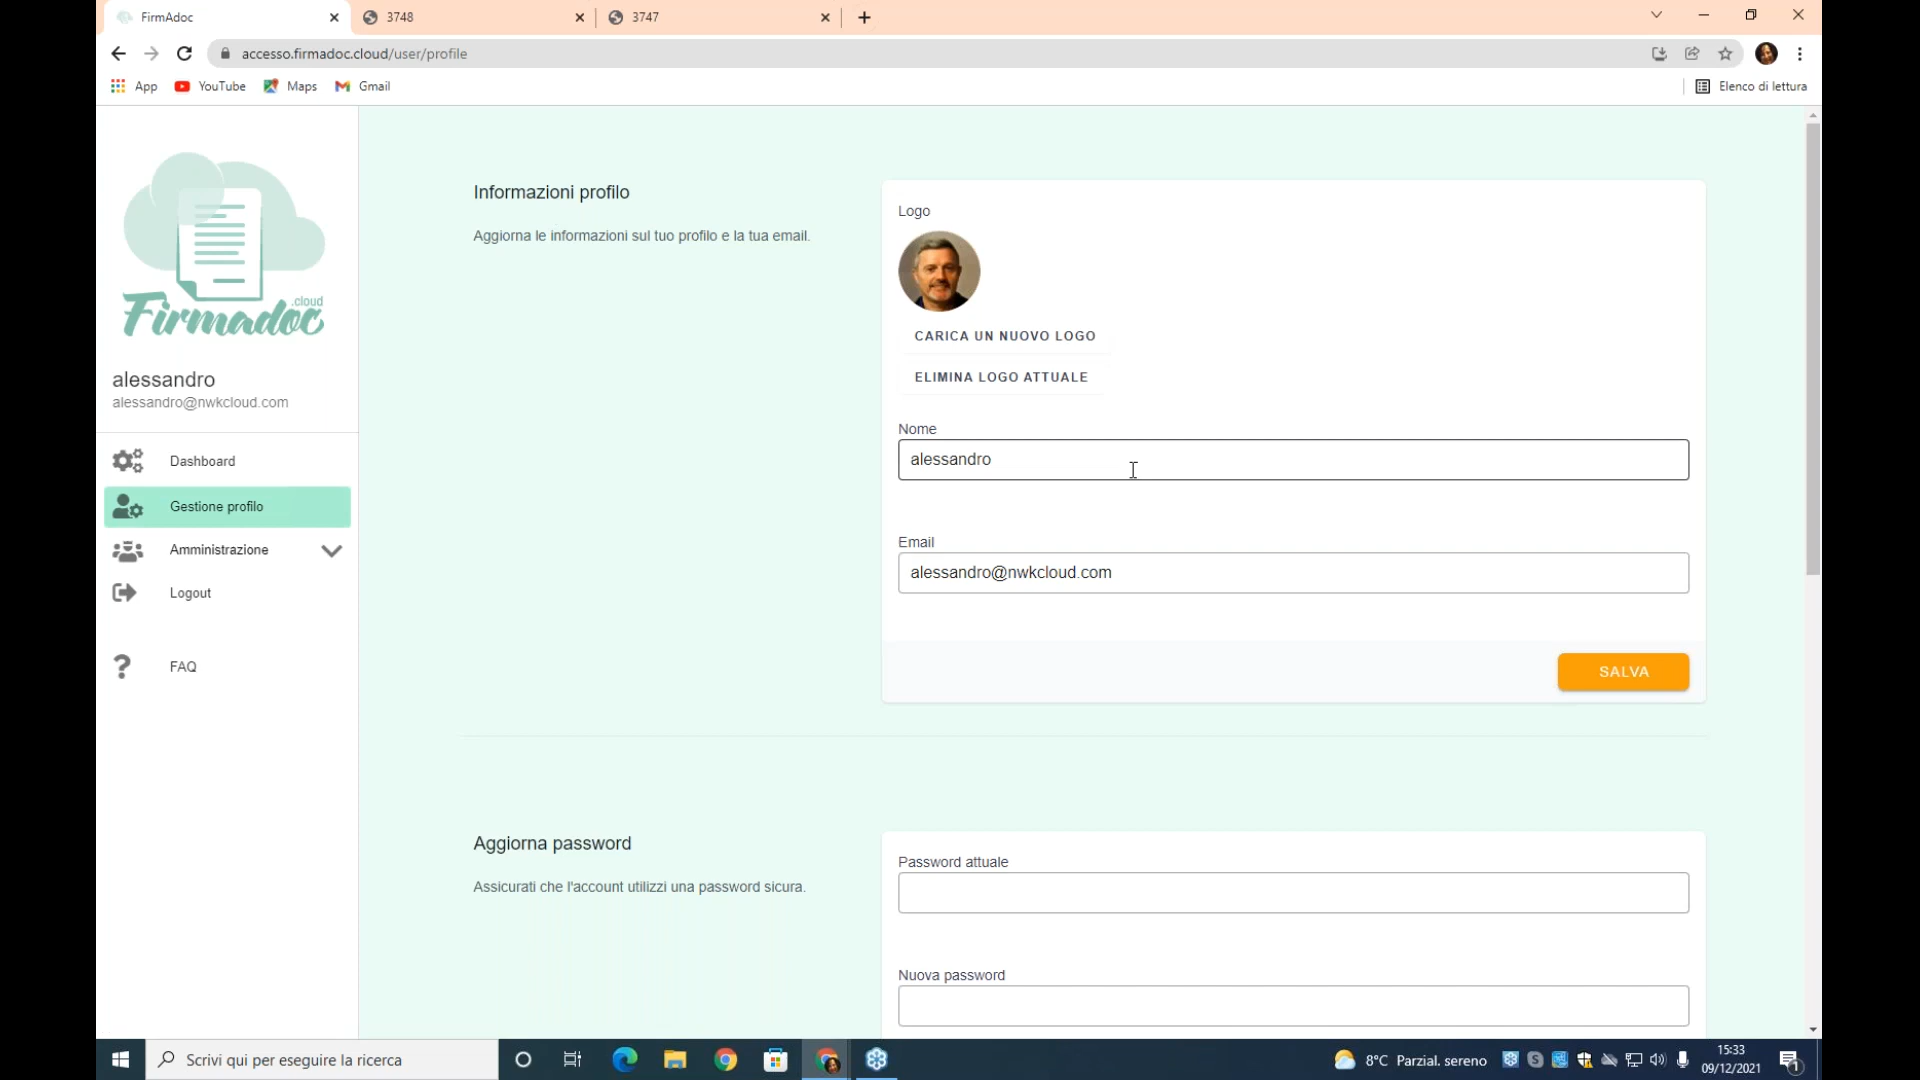 FirmAdoc
3748
3747
accesso.firmadoc.cloud/user/profile
App YouTube Maps Gmail Elenco di lettura
.cloud
Firmadoc
alessandro
alessandro@nwkcloud.com
Dashboard
Gestione profilo
Amministrazione
Logout
FAQ
Informazioni profilo
Aggiorna le informazioni sul tuo profilo e la tua email.
Logo
CARICA UN NUOVO LOGO
ELIMINA LOGO ATTUALE
Nome
alessandro
Email
alessandro@nwkcloud.com
SALVA
Aggiorna password
Assicurati che l'account utilizzi una password sicura.
Password attuale
Nuova password
Scrivi qui per eseguire la ricerca
8°C Parzial. sereno
15:33
09/12/2021
1